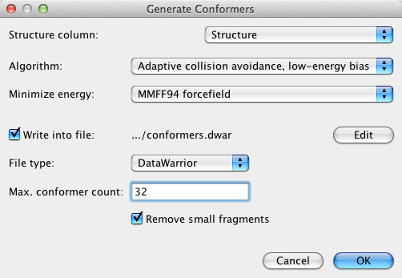 Generate Conformers
Structure column: Structure
Algorithm: Adaptive collision avoidance, low-energy bias
Minimize energy: MMFF94 forcefield
Write into file: .../conformers.dwar Edit
File type: DataWarrior
Max. conformer count: 32
Remove small fragments
Cancel OK